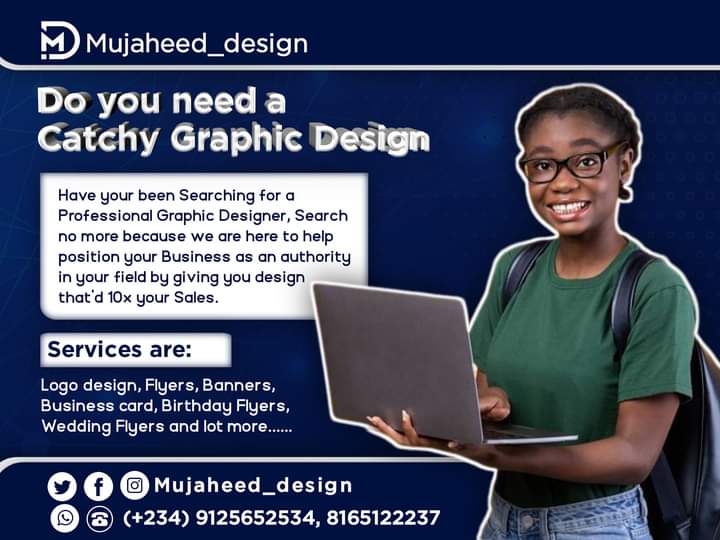 MD Mujaheed_design
Do you need a
Catchy Graphic Design
Have your been Searching for a
Professional Graphic Designer, Search
no more because we are here to help
position your Business as an authority
in your field by giving you design
that'd 10x your Sales.
Services are:
Logo design, Flyers, Banners,
Business card, Birthday Flyers,
Wedding Flyers and lot more......
Mujaheed_design
(+234) 9125652534, 8165122237